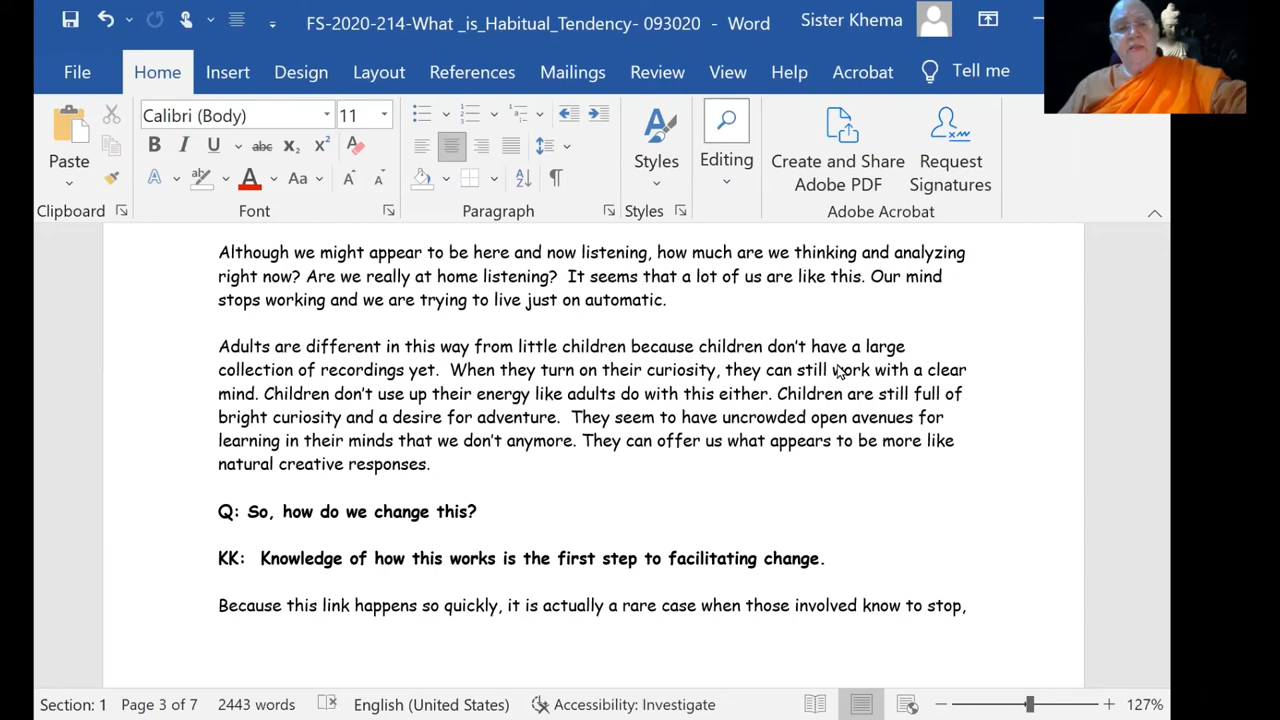 FS-2020-214-What _is_Habitual_Tendency- 093020 - Word
Sister Khema
File Home Insert Design Layout References Mailings Review View Help Acrobat Tell me
Calibri (Body) 11
Paste
Styles
Editing
Create and Share Adobe PDF
Request Signatures
Clipboard Font Paragraph Styles Adobe Acrobat
Although we might appear to be here and now listening, how much are we thinking and analyzing
right now? Are we really at home listening? It seems that a lot of us are like this. Our mind
stops working and we are trying to live just on automatic.
Adults are different in this way from little children because children don't have a large
collection of recordings yet. When they turn on their curiosity, they can still work with a clear
mind. Children don't use up their energy like adults do with this either. Children are still full of
bright curiosity and a desire for adventure. They seem to have uncrowded open avenues for
learning in their minds that we don't anymore. They can offer us what appears to be more like
natural creative responses.
Q: So, how do we change this?
KK: Knowledge of how this works is the first step to facilitating change.
Because this link happens so quickly, it is actually a rare case when those involved know to stop,
Section: 1 Page 3 of 7 2443 words English (United States) Accessibility: Investigate 127%